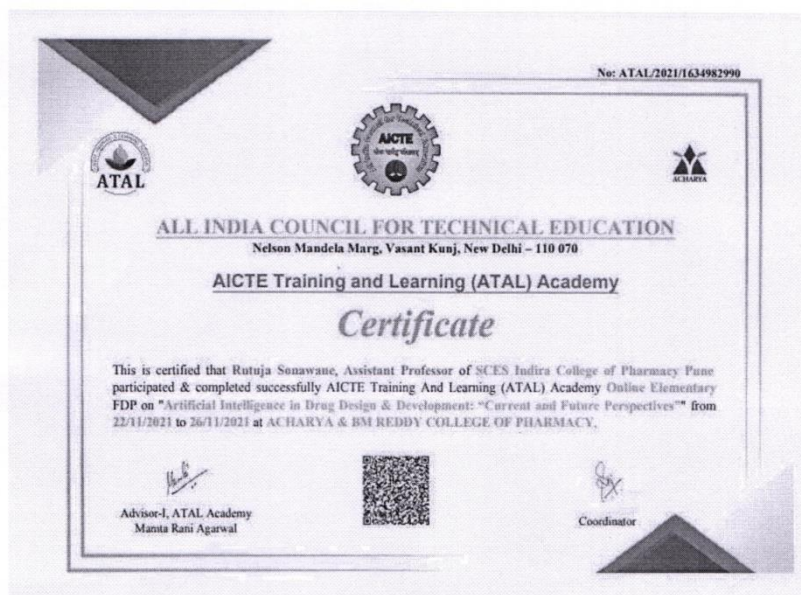 No: ATAL/2021/1634982990
AICTE
ATAL
ACHARYA
ALL INDIA COUNCIL FOR TECHNICAL EDUCATION
Nelson Mandela Marg, Vasant Kunj, New Delhi – 110 070
AICTE Training and Learning (ATAL) Academy
Certificate
This is certified that Rutuja Sonawane, Assistant Professor of SCES Indira College of Pharmacy Pune
participated & completed successfully AICTE Training And Learning (ATAL) Academy Online Elementary
FDP on "Artificial Intelligence in Drug Design & Development: “Current and Future Perspectives”" from
22/11/2021 to 26/11/2021 at ACHARYA & BM REDDY COLLEGE OF PHARMACY.
Advisor-I, ATAL Academy
Mamta Rani Agarwal
Coordinator